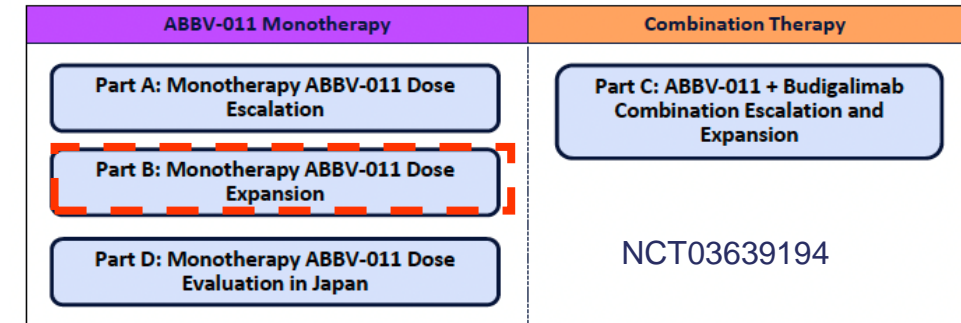 ABBV-011 Monotherapy
Combination Therapy
Part A: Monotherapy ABBV-011 Dose
Escalation
Part B: Monotherapy ABBV-011 Dose
Expansion
Part D: Monotherapy ABBV-011 Dose
Evaluation in Japan
Part C: ABBV-011 + Budigalimab
Combination Escalation and
Expansion
NCT03639194